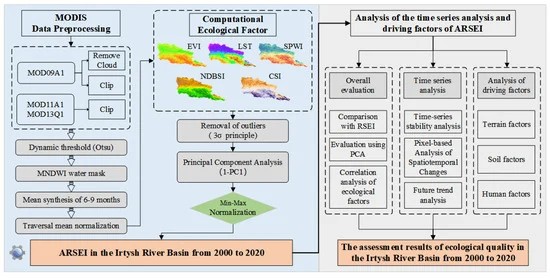 MODIS
Data Preprocessing
MOD09A1
Remove
Cloud
Clip
MOD11A1
MOD13Q1
Clip
Dynamic threshold (Otsu)
MNDWI water mask
Mean synthesis of 6-9 months
Traversal mean normalization
Computational
Ecological Factor
EVI
LST
SPWI
NDBSI
CSI
Removal of outliers
(3σ principle)
Principal Component Analysis
(1-PC1)
Min-Max
Normalization
ARSEI in the Irtysh River Basin from 2000 to 2020
Analysis of the time series analysis and
driving factors of ARSEI
Overall
evaluation
Comparison
with RSEI
Evaluation using
PCA
Correlation
analysis of
ecological
factors
Time series
analysis
Time-series
stability analysis
Pixel-based
Analysis of
Spatiotemporal
Changes
Future trend
analysis
Analysis of
driving factors
Terrain factors
Soil factors
Human factors
The assessment results of ecological quality in
the Irtysh River Basin from 2000 to 2020